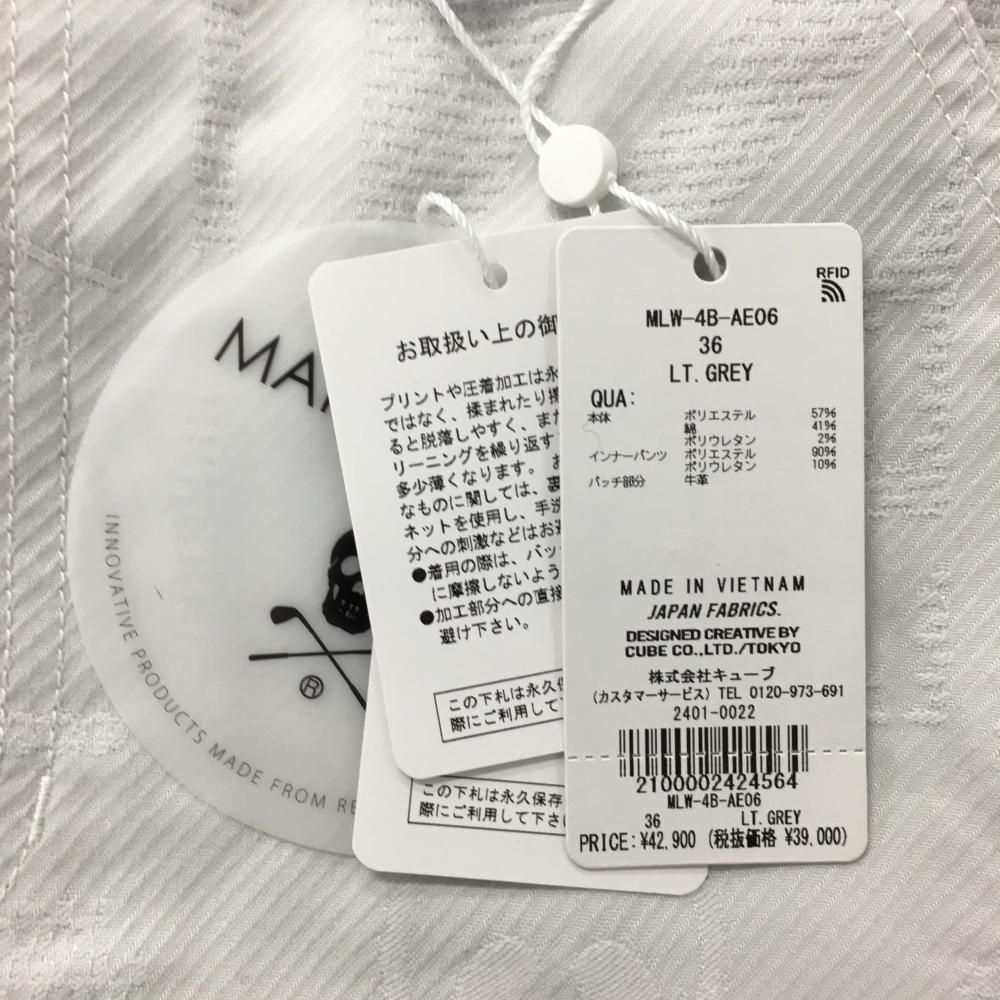 MA
INNOVATIVE PRODUCTS MADE FROM RE
®
お取扱い上の御
プリントや圧着加工は永
ではなく、揉まれたり擦
ると脱落しやすく、また
リーニングを繰り返す
多少薄くなります。 お
なものに関しては、裏
ネットを使用し、手洗
分への刺激などはお避
●着用の際は、バッ
に摩擦しないよう
●加工部分への直接
避け下さい。
この下札は永久保
際にご利用して
この下札は永久保存
際にご利用して下さ
RFID
MLW-4B-AE06
36
LT. GREY
QUA:
本体 ポリエステル 57%
綿 41%
ポリウレタン 2%
インナーパンツ ポリエステル 90%
ポリウレタン 10%
パッチ部分 牛革
MADE IN VIETNAM
JAPAN FABRICS.
DESIGNED CREATIVE BY
CUBE CO.,LTD./TOKYO
株式会社キューブ
(カスタマーサービス) TEL 0120-973-691
2401-0022
2100002424564
MLW-4B-AE06
36 LT. GREY
PRICE:¥42,900 (税抜価格 ¥39,000)